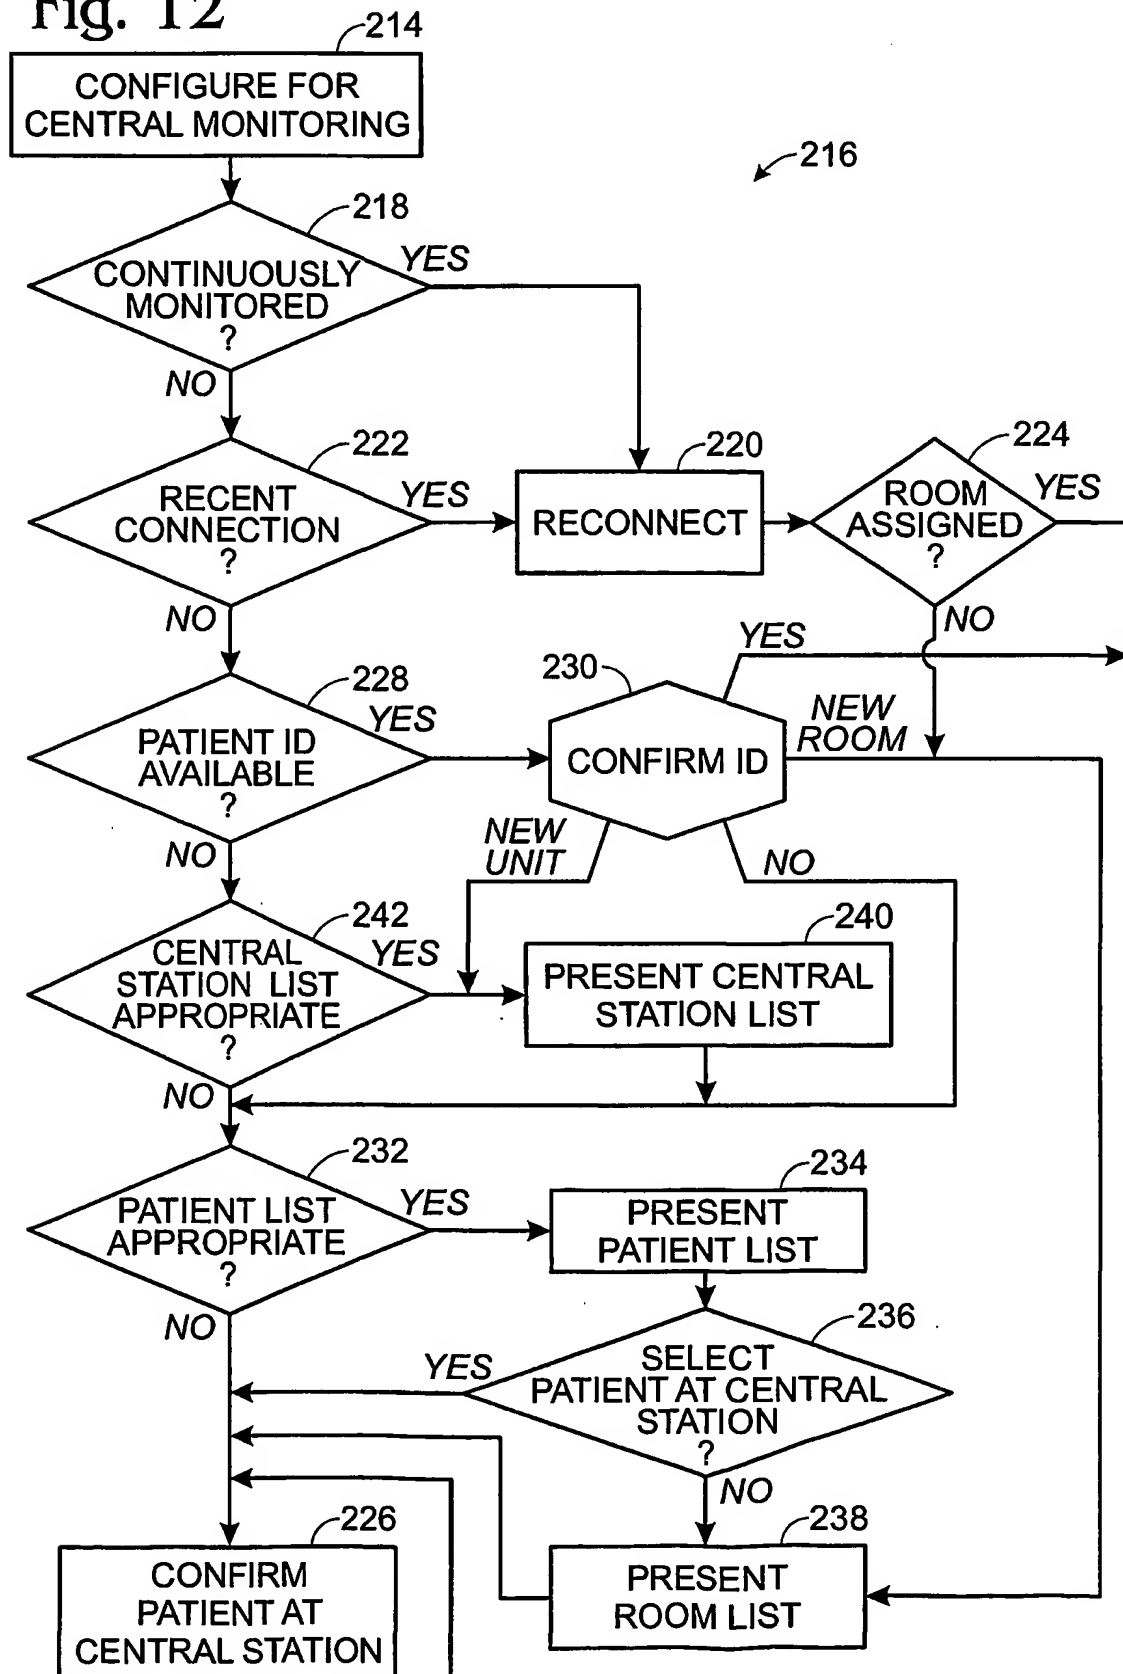 Fig. 12
214
CONFIGURE FOR
CENTRAL MONITORING
216
218
CONTINUOUSLY
MONITORED
?
YES
NO
222
RECENT
CONNECTION
?
YES
NO
220
RECONNECT
224
ROOM
ASSIGNED
?
YES
NO
228
PATIENT ID
AVAILABLE
?
YES
NO
230
CONFIRM ID
YES
NEW
ROOM
NEW
UNIT
NO
242
CENTRAL
STATION LIST
APPROPRIATE
?
YES
NO
240
PRESENT CENTRAL
STATION LIST
232
PATIENT LIST
APPROPRIATE
?
YES
NO
234
PRESENT
PATIENT LIST
236
SELECT
PATIENT AT CENTRAL
STATION
?
YES
NO
226
CONFIRM
PATIENT AT
CENTRAL STATION
238
PRESENT
ROOM LIST